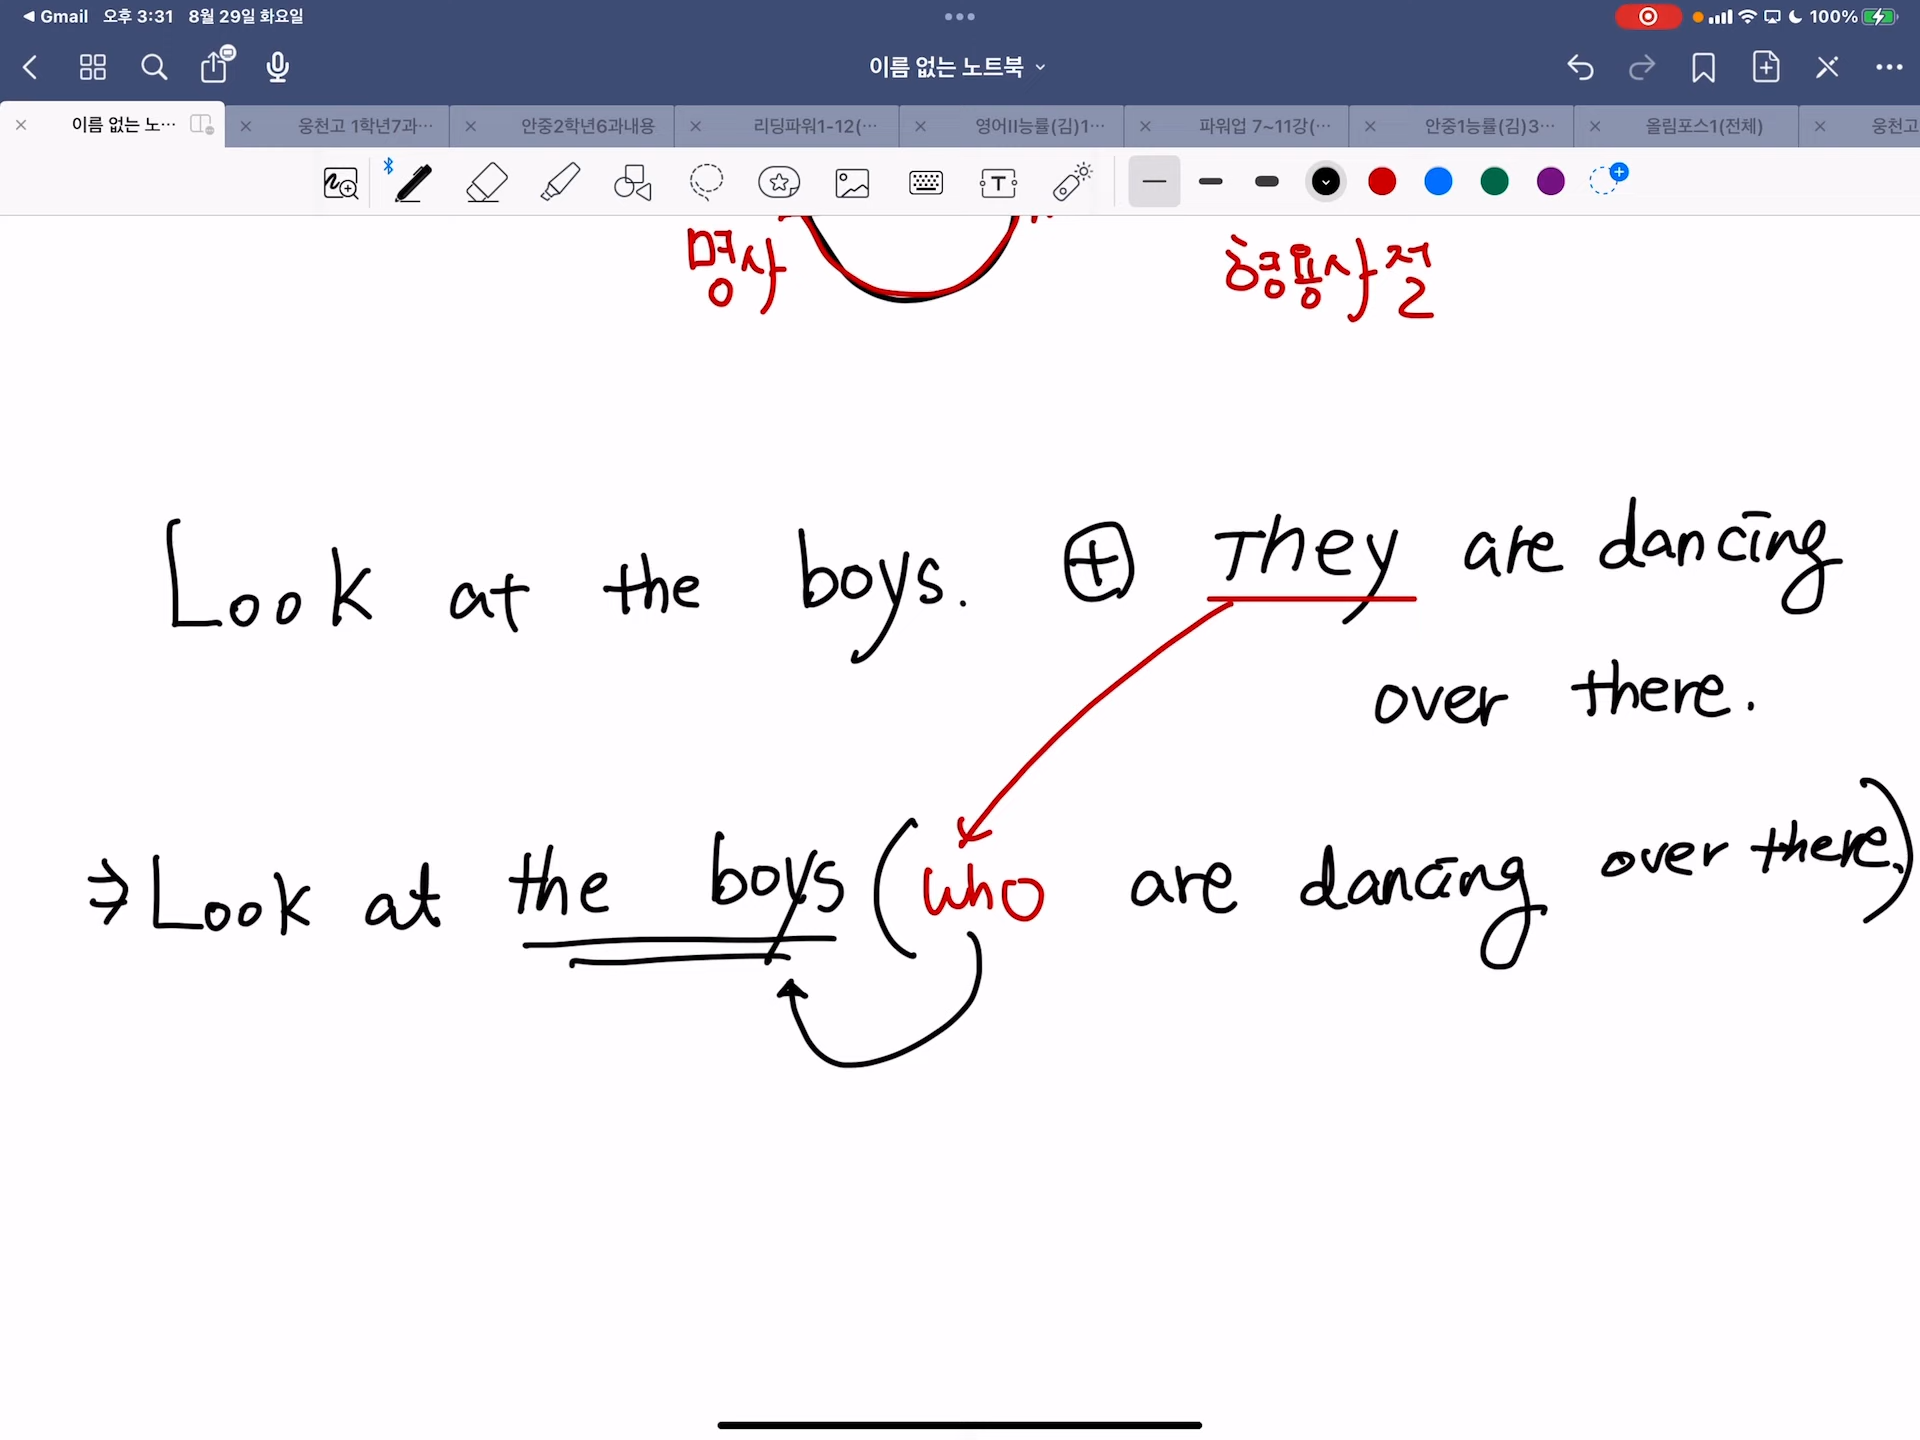 ◀ Gmail 오후 3:31 8월 29일 화요일 100%
이름 없는 노트북
이름 없는 노… 웅천고 1학년7과… 안중2학년6과내용 리딩파워1-12(… 영어II능률(김)1… 파워업 7~11강(… 안중1능률(김)3… 올림포스1(전체) 웅천고
명사 형용사절
Look at the boys. + They are dancing
over there.
⇒ Look at the boys (who are dancing over there.)